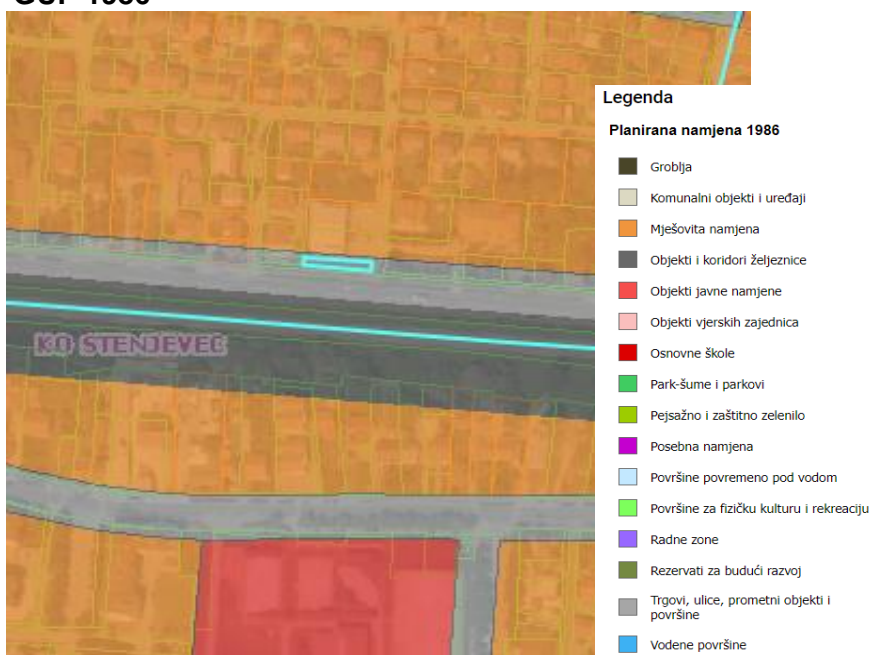 Legenda
Planirana namjena 1986
Groblja
Komunalni objekti i uređaji
Mješovita namjena
Objekti i koridori željeznice
Objekti javne namjene
Objekti vjerskih zajednica
Osnovne škole
Park-šume i parkovi
Pejsažno i zaštitno zelenilo
Posebna namjena
Površine povremeno pod vodom
Površine za fizičku kulturu i rekreaciju
Radne zone
Rezervati za budući razvoj
Trgovi, ulice, prometni objekti i
površine
Vodene površine
KO STENJEVEC